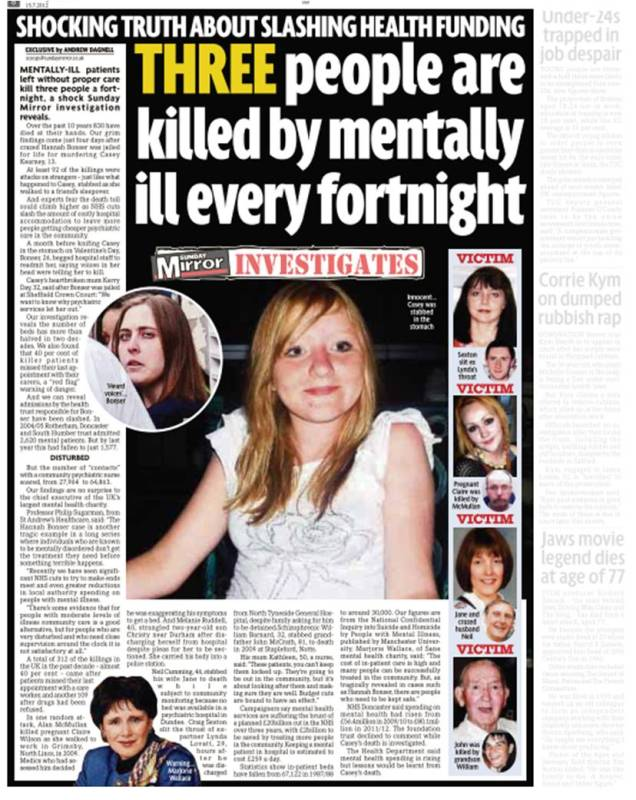 15.7.201
SHOCKING TRUTH ABOUT SLASHING HEALTH FUNDING
EXCLUSIVE by ANDREW DAGNELL
THREE people are
killed by mentally
ill every fortnight
MENTALLY-ILL patients
left without proper care
kill three people a fort-
night, a shock Sunday
Mirror investigation
reveals.
Over the past 10 years 830 have
died at their hands. Our grim
findings come just four days after
crazed Hannah Bonser was jailed
for life for murdering Casey
Kearney, 13.
At least 92 of the killings were
attacks on strangers - just like what
happened to Casey, stabbed as she
walked to a friend's sleepover.
And experts fear the death toll
could climb higher as NHS cuts
slash the amount of costly hospital
accommodation to leave more
people getting cheaper psychiatric
care in the community.
A month before knifing Casey
in the stomach on Valentine's Day,
Bonser, 26, begged hospital staff to
readmit her, saying voices in her
head were telling her to kill.
Casey's heartbroken mum Kerry
Day, 32, said after Bonser was jailed
at Sheffield Crown Court: "We
want to know why psychiatric
services let her out."
Our investigation re-
veals the number of
beds has more than
halved in two dec-
ades. We also found
that 40 per cent of
killer patients
missed their last ap-
pointment with their
carers, a "red flag"
warning of danger.
And we can reveal
admissions by the health
trust responsible for Bon-
ser have been slashed. In
2004/05 Rotherham, Doncaster
and South Humber trust admitted
2,620 mental patients. But by last
year this had fallen to just 1,577.
DISTURBED
But the number of "contacts"
with a community psychiatric nurse
soared, from 27,904 to 64,863.
Our findings are no surprise to
the chief executive of the UK's
largest mental health charity.
Professor Philip Sugarman, from
St Andrew's Healthcare, said: "The
Hannah Bonser case is another
tragic example in a long series
where individuals who are known
to be mentally disordered don't get
the treatment they need before
something terrible happens.
"Recently we have seen signifi-
cant NHS cuts to try to make ends
meet and even greater reductions
in local authority spending on
people with mental illness.
"There's some evidence that for
people with moderate levels of
illness community care is a good
alternative, but for people who are
very disturbed and who need close
supervision around the clock it is
not satisfactory at all."
A total of 312 of the killings in
the UK in the past decade - almost
40 per cent - came after
patients missed their last
appointment with a care
worker, and another 109
after drugs had been
refused.
In one random at-
tack, Alan McMullan
killed pregnant Claire
Wilson as she walked to
work in Grimsby,
North Lincs, in 2004.
Medics who had as-
sessed him decided
SUNDAY
Mirror INVESTIGATES
'Heard
voices'...
Bonser
Innocent...
Casey was
stabbed
in the
stomach
VICTIM
Sexton
slit ex
Lynda's
throat
VICTIM
Pregnant
Claire was
killed by
McMullan
VICTIM
Jane and
crazed
husband
Neil
VICTIM
John was
killed by
grandson
William
he was exaggerating his symptoms
to get a bed. And Melanie Ruddell,
40, strangled two-year-old son
Christy near Durham after dis-
charging herself from hospital
despite pleas for her to be sec-
tioned. She carried his body into a
police station.
Neil Cumming, 44, stabbed
his wife Jane to death
while
subject to community
monitoring because no
bed was available in a
psychiatric hospital in
Dundee. Craig Sexton
slit the throat of ex-
partner Lynda
hours af-
ter he
was dis-
charged
Warning...
Marjorie
Wallace
from North Tyneside General Hos-
pital, despite family asking for him
to be detained. Schizophrenic Wil-
liam Barnard, 32, stabbed grand-
father John McGrath, 81, to death
in 2009 at Stapleford, Notts.
His mum Kathleen, 50, a nurse,
said: "These patients, you can't keep
them locked up. They're going to
be out in the community, but it's
about looking after them and mak-
ing sure they are well. Budget cuts
are bound to have an effect."
Campaigners say mental health
services are suffering the brunt of
a planned £20billion cut in the NHS
over three years, with £2billion to
be saved by treating more people
in the community. Keeping a mental
patient in hospital is estimated to
cost £259 a day.
Statistics show in-patient beds
have fallen from 67,122 in 1987/88
to around 30,000. Our figures are
from the National Confidential
Inquiry into Suicide and Homicide
by People with Mental Illness,
published by Manchester Univer-
sity. Marjorie Wallace, of Sane
mental health charity, said: "The
cost of in-patient care is high and
many people can be successfully
treated in the community. But, as
tragically revealed in cases such
as Hannah Bonser, there are people
who need to be kept safe."
NHS Doncaster said spending on
mental health had risen from
in 2011/12. The foundation
trust declined to comment while
Casey's death is investigated.
The Health Department said
mental health spending is rising
but lessons would be learnt from
Casey's death.
Under-24s
trapped in
job despair
Corrie Kym
on dumped
rubbish rap
Jaws movie
legend dies
at age of 77